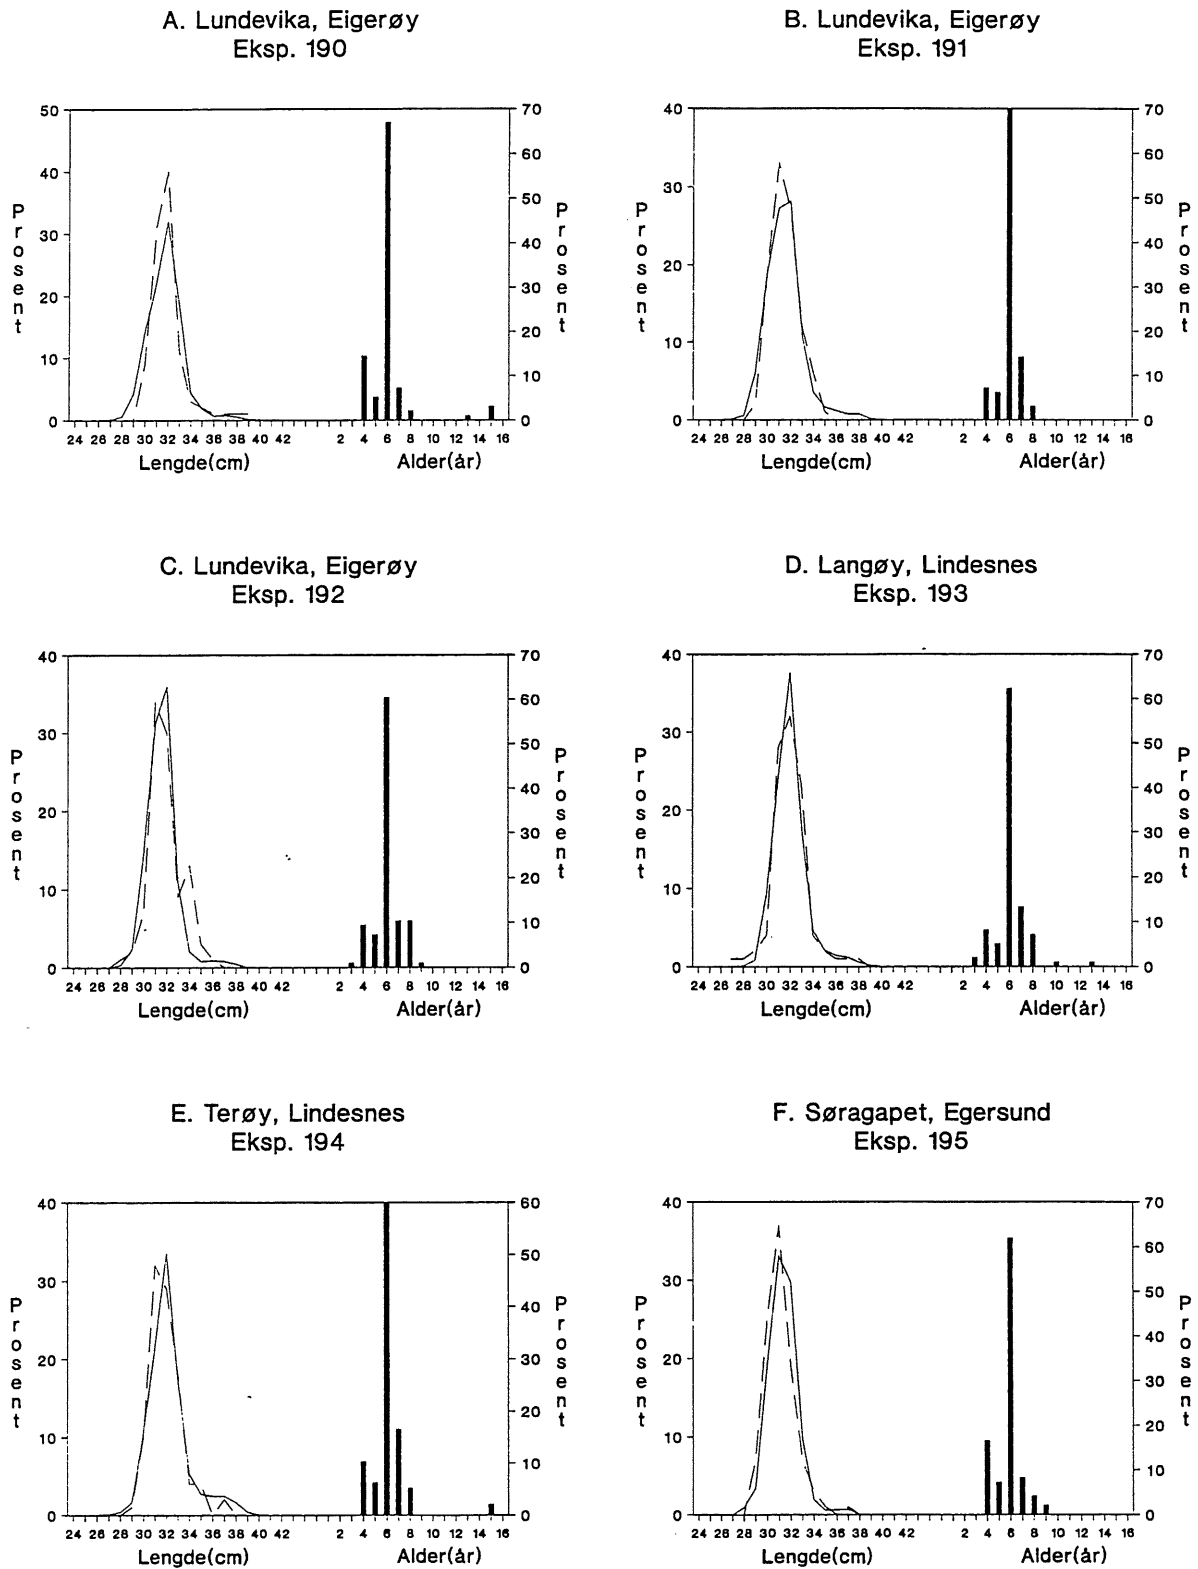 A. Lundevika, Eigerøy
Eksp. 190
50
40
30
20
10
0
70
60
50
40
30
20
10
0
Prosent
Prosent
24 26 28 30 32 34 36 38 40 42 2 4 6 8 10 12 14 16
Lengde(cm) Alder(år)
B. Lundevika, Eigerøy
Eksp. 191
40
30
20
10
0
70
60
50
40
30
20
10
0
Prosent
Prosent
24 26 28 30 32 34 36 38 40 42 2 4 6 8 10 12 14 16
Lengde(cm) Alder(år)
C. Lundevika, Eigerøy
Eksp. 192
40
30
20
10
0
70
60
50
40
30
20
10
0
Prosent
Prosent
24 26 28 30 32 34 36 38 40 42 2 4 6 8 10 12 14 16
Lengde(cm) Alder(år)
D. Langøy, Lindesnes
Eksp. 193
40
30
20
10
0
70
60
50
40
30
20
10
0
Prosent
Prosent
24 26 28 30 32 34 36 38 40 42 2 4 6 8 10 12 14 16
Lengde(cm) Alder(år)
E. Terøy, Lindesnes
Eksp. 194
40
30
20
10
0
60
50
40
30
20
10
0
Prosent
Prosent
24 26 28 30 32 34 36 38 40 42 2 4 6 8 10 12 14 16
Lengde(cm) Alder(år)
F. Søragapet, Egersund
Eksp. 195
40
30
20
10
0
70
60
50
40
30
20
10
0
Prosent
Prosent
24 26 28 30 32 34 36 38 40 42 2 4 6 8 10 12 14 16
Lengde(cm) Alder(år)